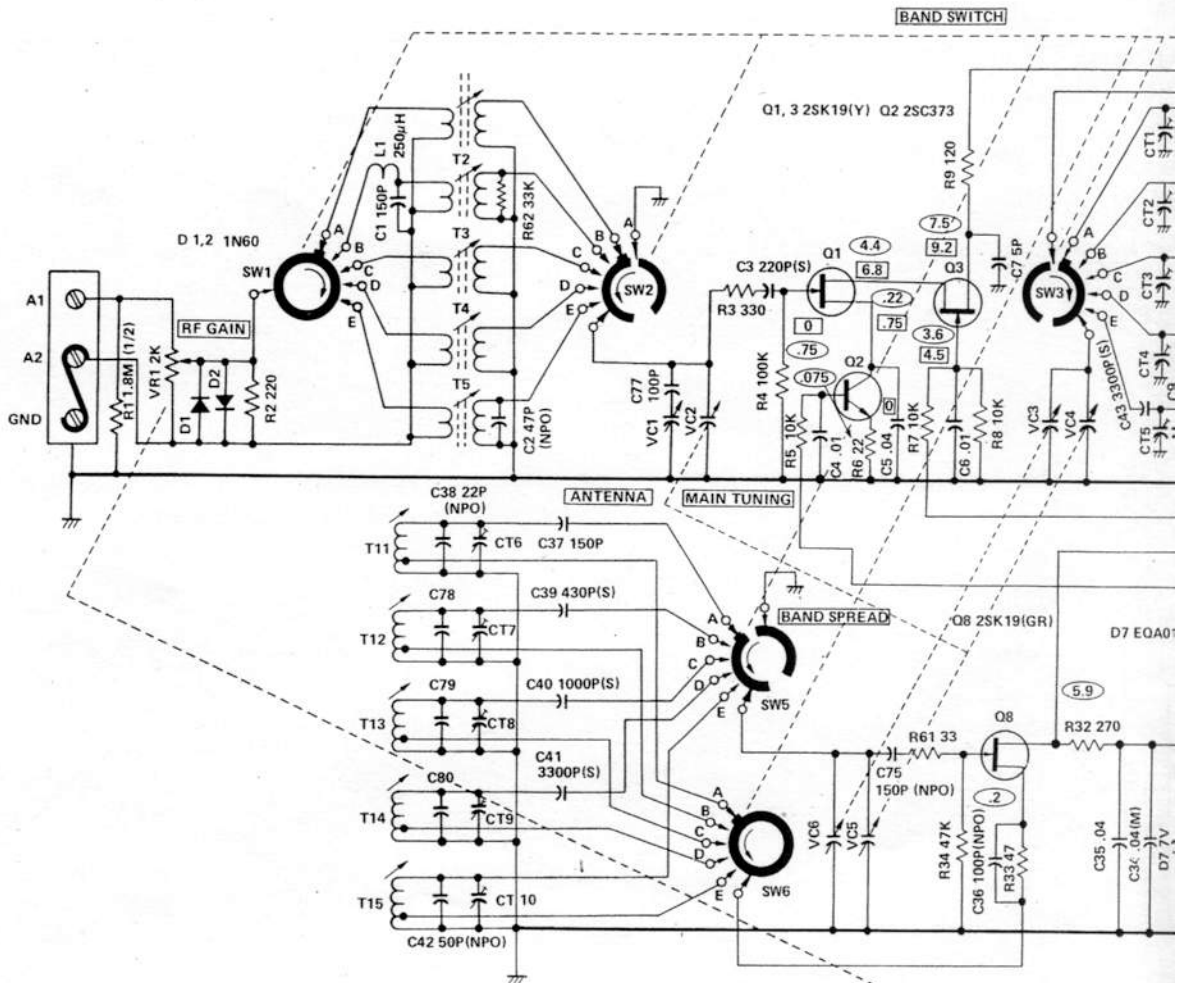 BAND SWITCH
Q1, 3 2SK19(Y) Q2 2SC373
L1
250μH
C1 150P
T2
R62 33K
T3
T4
T5
C2 47P
(NPO)
D 1,2 1N60
SW1
A
B
C
D
E
A1
A2
GND
R1 1.8M (1/2)
VR1 2K
RF GAIN
D1
D2
R2 220
A
B
C
D
E
SW2
C77
100P
VC1
VC2
R3 330
C3 220P(S)
R4 100K
Q1
4.4
6.8
0
.75
.075
Q2
.22
.75
0
R5 10K
C4 .01
R6 22
C5 .04
R7 10K
C6 .01
R8 10K
3.6
4.5
Q3
7.5
9.2
R9 120
C7 5P
SW3
A
B
C
D
E
VC3
VC4
CT1
CT2
CT3
CT4
CT5
C43 3300P(S)
C9
ANTENNA
MAIN TUNING
BAND SPREAD
C38 22P
(NPO)
T11
CT6
C37 150P
C78
T12
CT7
C39 430P(S)
C79
T13
CT8
C40 1000P(S)
C80
T14
CT9
C41
3300P(S)
T15
CT 10
C42 50P(NPO)
A
B
C
D
E
SW5
A
B
C
D
E
SW6
VC6
VC5
C75
150P (NPO)
R61 33
R34 47K
Q8 2SK19(GR)
Q8
.2
C36 100P(NPO)
R33 47
5.9
R32 270
C35 .04
.04(M)
D7 EQA01
D7